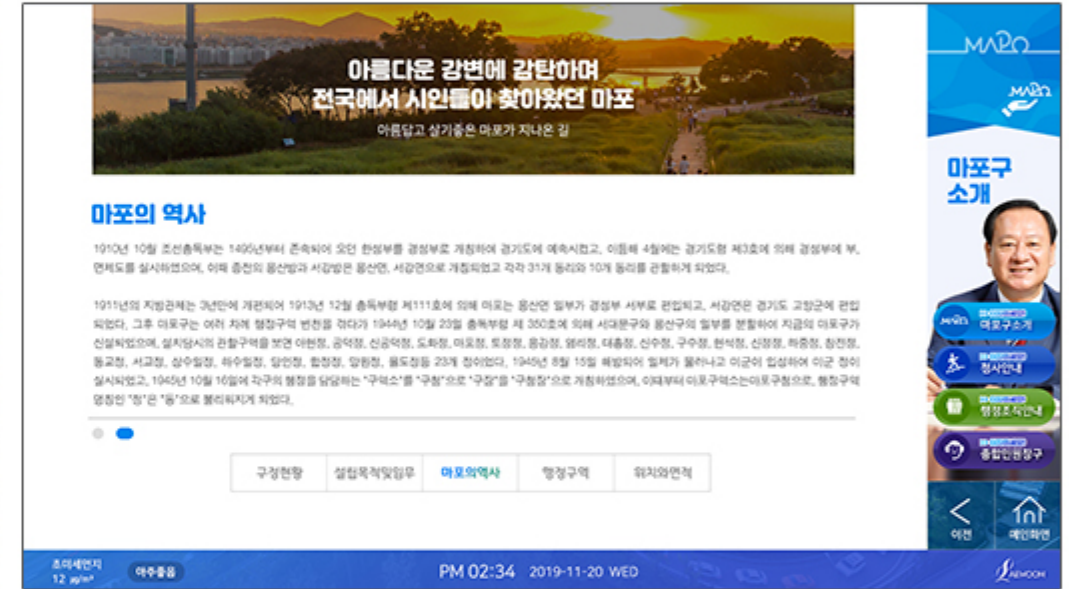 아름다운 강변에 감탄하며
전국에서 시인들이 찾아왔던 마포
아름답고 살기좋은 마포가 지나온 길
마포의 역사
1910년 10월 조선총독부는 1495년부터 존속되어 오던 한성부를 경성부로 개칭하여 경기도에 예속시켰고, 이듬해 4월에는 경기도령 제3호에 의해 경성부에 부,
면제도를 실시하였으며, 이때 종전의 용산방과 서강방은 용산면, 서강면으로 개칭되었고 각각 31개 동리와 10개 동리를 관할하게 되었다.
1911년의 지방관제는 3년만에 개편되어 1913년 12월 총독부령 제111호에 의해 마포는 용산면 일부가 경성부 서부로 편입되고, 서강면은 경기도 고양군에 편입
되었다. 그후 마포구는 여러 차례 행정구역 변천을 겪다가 1944년 10월 23일 총독부령 제 350호에 의해 서대문구와 용산구의 일부를 분할하여 지금의 마포구가
신설되었으며, 설치당시의 관할구역을 보면 아현정, 공덕정, 신공덕정, 도화정, 마포정, 토정정, 용강정, 염리정, 대흥정, 신수정, 구수정, 현석정, 신정정, 하중정, 창전정,
동교정, 서교정, 상수일정, 하수일정, 당인정, 합정정, 망원정, 율도정등 23개 정이었다. 1945년 8월 15일 해방되어 일제가 물러나고 미군이 입성하여 미군 정이
실시되었고, 1945년 10월 16일에 각구의 행정을 담당하는 "구역소"를 "구청"으로 "구장"을 "구청장"으로 개칭하였으며, 이때부터 마포구역소는마포구청으로, 행정구역
명칭인 "정"은 "동"으로 불리워지게 되었다.
구정현황 설립목적및임무 마포의역사 행정구역 위치와면적
MAPO
MAPO
마포구
소개
MAPO 마포구소개
청사안내
행정조직안내
종합민원창구
이전 메인화면
초미세먼지
12 ㎍/m³ 아주좋음 PM 02:34 2019-11-20 WED